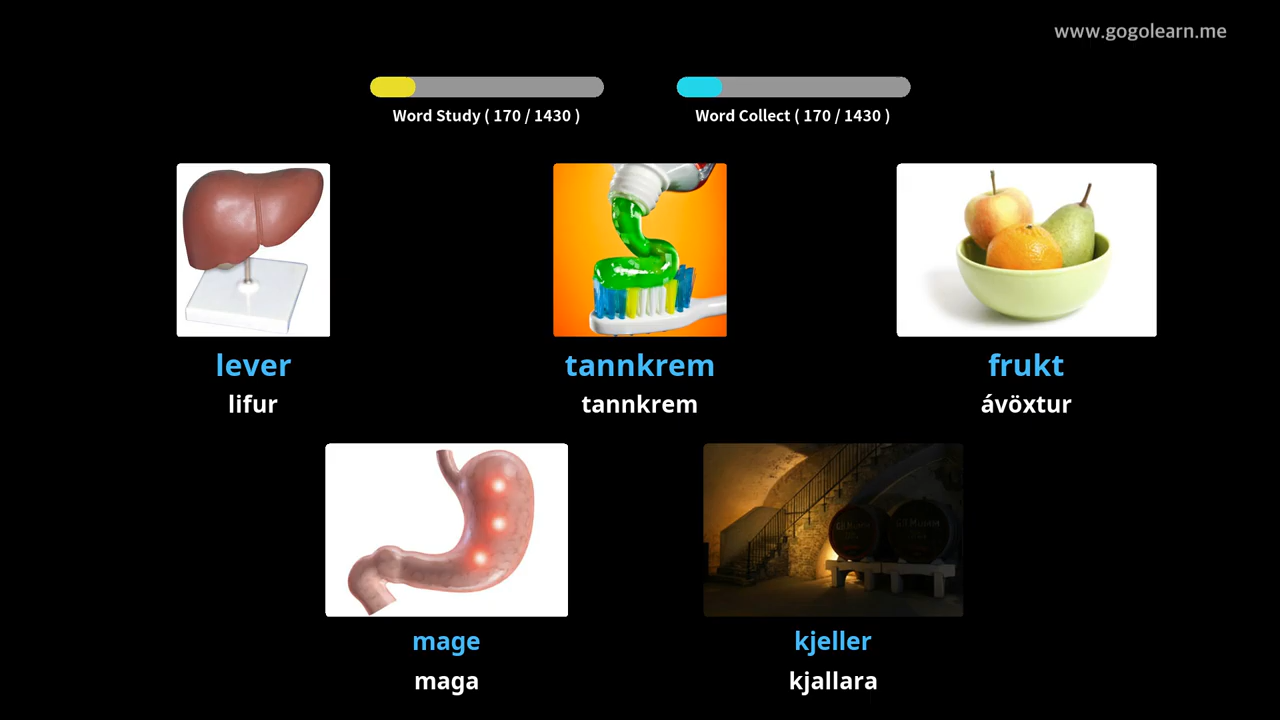 www.gogolearn.me
Word Study ( 170 / 1430 )
Word Collect ( 170 / 1430 )
lever
lifur
tannkrem
tannkrem
frukt
ávöxtur
mage
maga
kjeller
kjallara